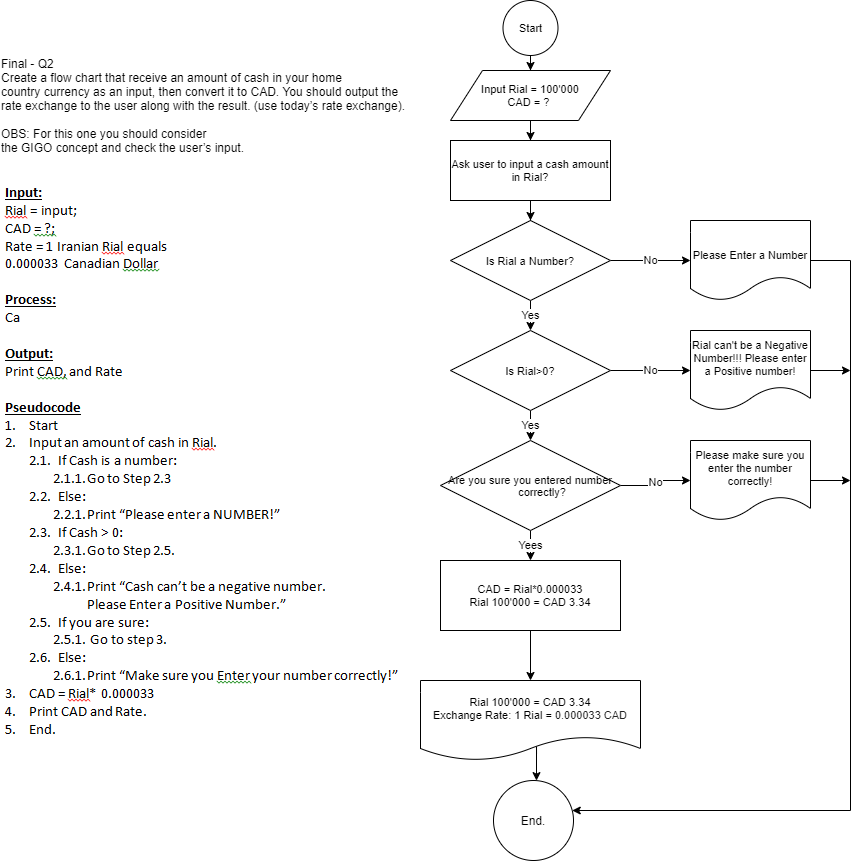 Final - Q2
Create a flow chart that receive an amount of cash in your home
country currency as an input, then convert it to CAD. You should output the
rate exchange to the user along with the result. (use today's rate exchange).
OBS: For this one you should consider
the GIGO concept and check the user's input.
Input:
Rial = input;
CAD = ?;
Rate = 1 Iranian Rial equals
0.000033 Canadian Dollar
Process:
Ca
Output:
Print CAD, and Rate
Pseudocode
1. Start
2. Input an amount of cash in Rial.
2.1. If Cash is a number:
2.1.1. Go to Step 2.3
2.2. Else:
2.2.1. Print “Please enter a NUMBER!”
2.3. If Cash > 0:
2.3.1. Go to Step 2.5.
2.4. Else:
2.4.1. Print “Cash can’t be a negative number.
Please Enter a Positive Number.”
2.5. If you are sure:
2.5.1. Go to step 3.
2.6. Else:
2.6.1. Print “Make sure you Enter your number correctly!”
3. CAD = Rial* 0.000033
4. Print CAD and Rate.
5. End.
Start
Input Rial = 100'000
CAD = ?
Ask user to input a cash amount
in Rial?
Is Rial a Number?
No
Please Enter a Number
Yes
Is Rial>0?
No
Rial can't be a Negative
Number!!! Please enter
a Positive number!
Yes
Are you sure you entered number
correctly?
No
Please make sure you
enter the number
correctly!
Yees
CAD = Rial*0.000033
Rial 100'000 = CAD 3.34
Rial 100'000 = CAD 3.34
Exchange Rate: 1 Rial = 0.000033 CAD
End.